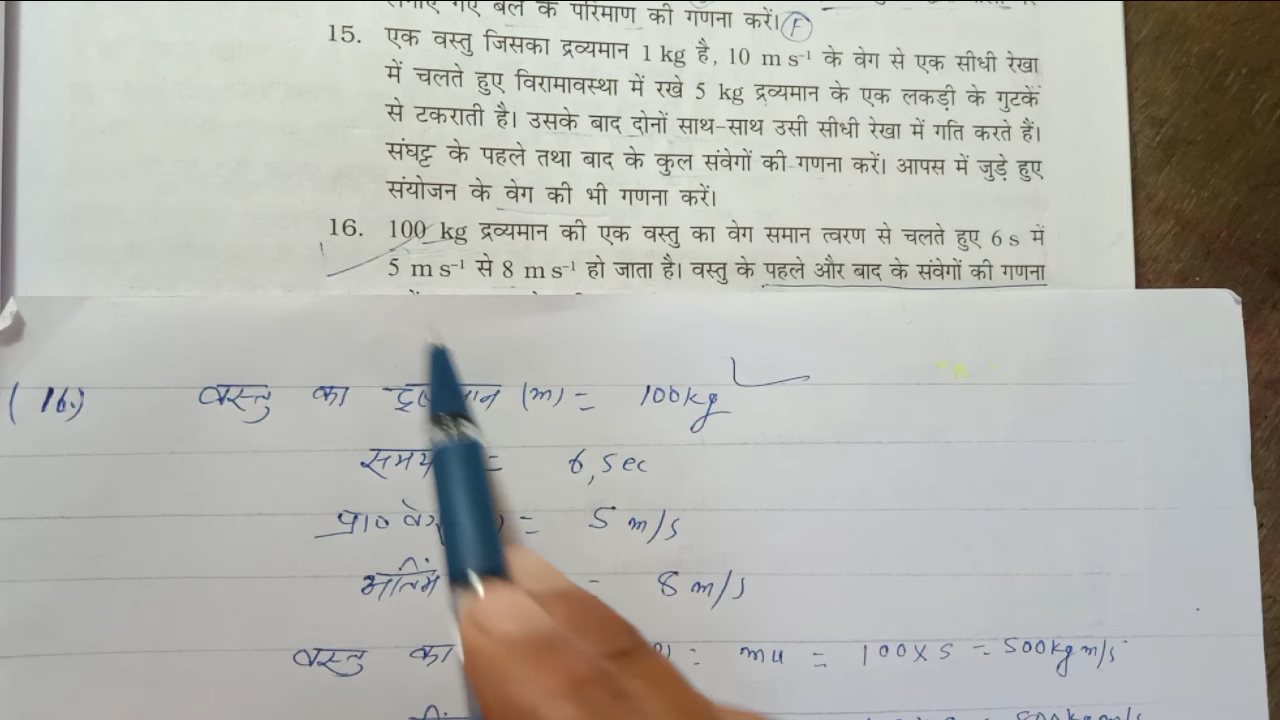 गए बल के परिमाण की गणना करें। F
15. एक वस्तु जिसका द्रव्यमान 1 kg है, 10 m s⁻¹ के वेग से एक सीधी रेखा
में चलते हुए विरामावस्था में रखे 5 kg द्रव्यमान के एक लकड़ी के गुटकें
से टकराती है। उसके बाद दोनों साथ-साथ उसी सीधी रेखा में गति करते हैं।
संघट्ट के पहले तथा बाद के कुल संवेगों की गणना करें। आपस में जुड़े हुए
संयोजन के वेग की भी गणना करें।
16. 100 kg द्रव्यमान की एक वस्तु का वेग समान त्वरण से चलते हुए 6 s में
5 m s⁻¹ से 8 m s⁻¹ हो जाता है। वस्तु के पहले और बाद के संवेगों की गणना
(16.) वस्तु का (m) = 100kg
= 6, sec
प्रा० = 5 m/s
= 8 m/s
वस्तु का = mu = 100 X 5 = 500kg m/s